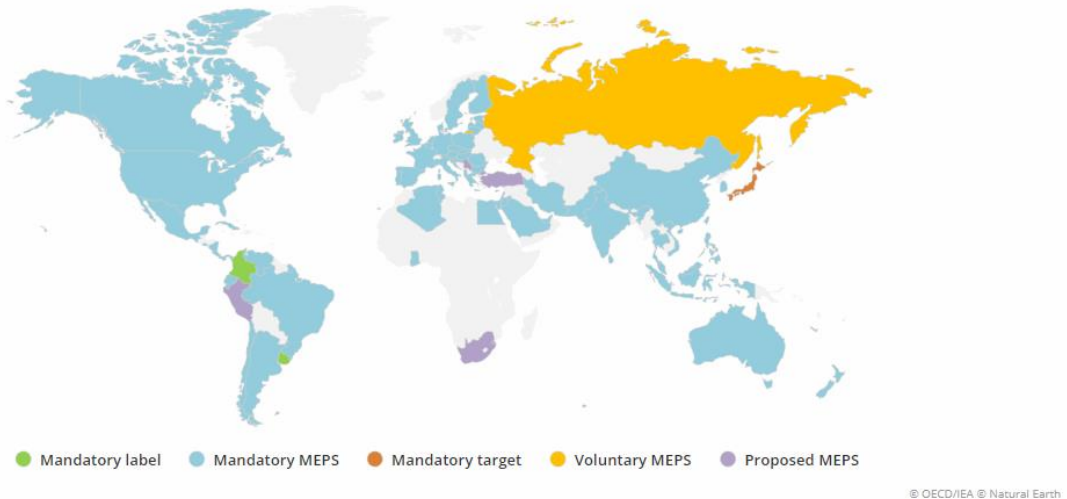 Mandatory label Mandatory MEPS Mandatory target Voluntary MEPS Proposed MEPS
© OECD/IEA © Natural Earth